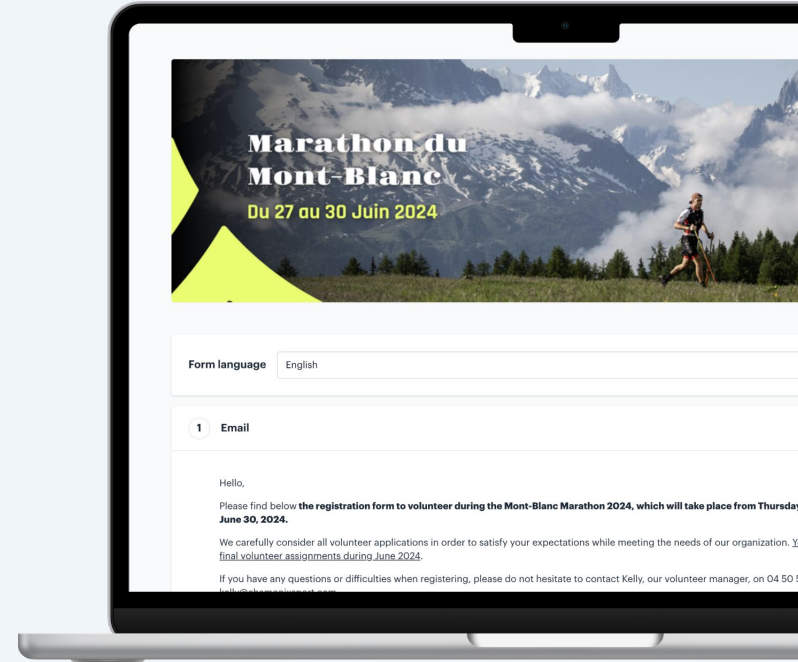 Marathon du
Mont-Blanc
Du 27 au 30 Juin 2024
Form language
English
1 Email
Hello,
Please find below the registration form to volunteer during the Mont-Blanc Marathon 2024, which will take place from Thursday
June 30, 2024.
We carefully consider all volunteer applications in order to satisfy your expectations while meeting the needs of our organization.
final volunteer assignments during June 2024.
If you have any questions or difficulties when registering, please do not hesitate to contact Kelly, our volunteer manager, on 04 50 5